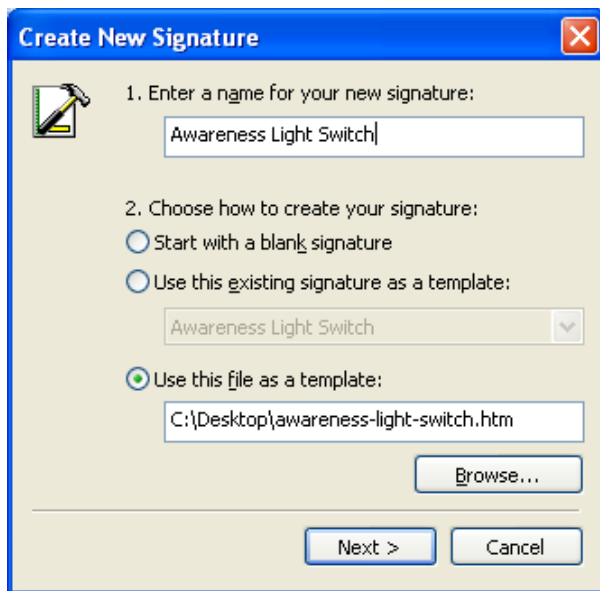 Create New Signature
1. Enter a name for your new signature:
Awareness Light Switch
2. Choose how to create your signature:
Start with a blank signature
Use this existing signature as a template:
Awareness Light Switch
Use this file as a template:
C:\Desktop\awareness-light-switch.htm
Browse...
Next >
Cancel